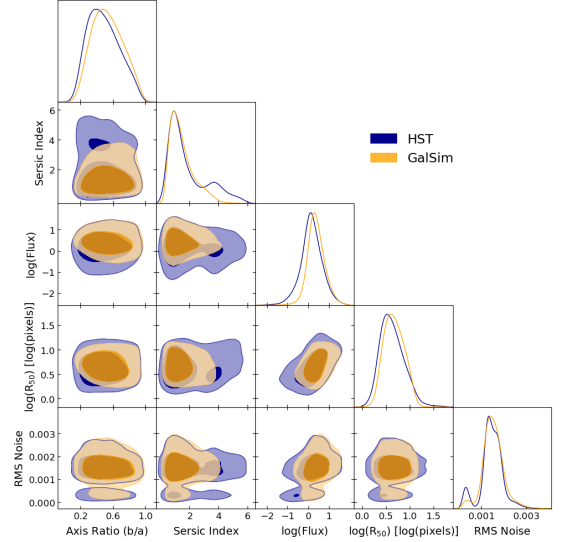 6
4
2
Sersic Index
HST
GalSim
1
0
−1
−2
log(Flux)
1.5
1.0
0.5
0.0
log(R₅₀) [log(pixels)]
0.003
0.002
0.001
0.000
RMS Noise
0.2 0.6 1.0 2 4 6 −2 −1 0 1 0.0 0.5 1.0 1.5 0.001 0.003
Axis Ratio (b/a) Sersic Index log(Flux) log(R₅₀) [log(pixels)] RMS Noise